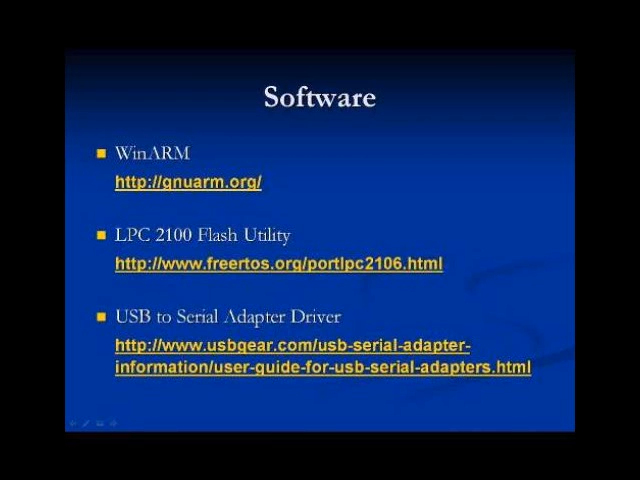 Software
WinARM
http://gnuarm.org/
LPC 2100 Flash Utility
http://www.freertos.org/portlpc2106.html
USB to Serial Adapter Driver
http://www.usbgear.com/usb-serial-adapter-
information/user-guide-for-usb-serial-adapters.html